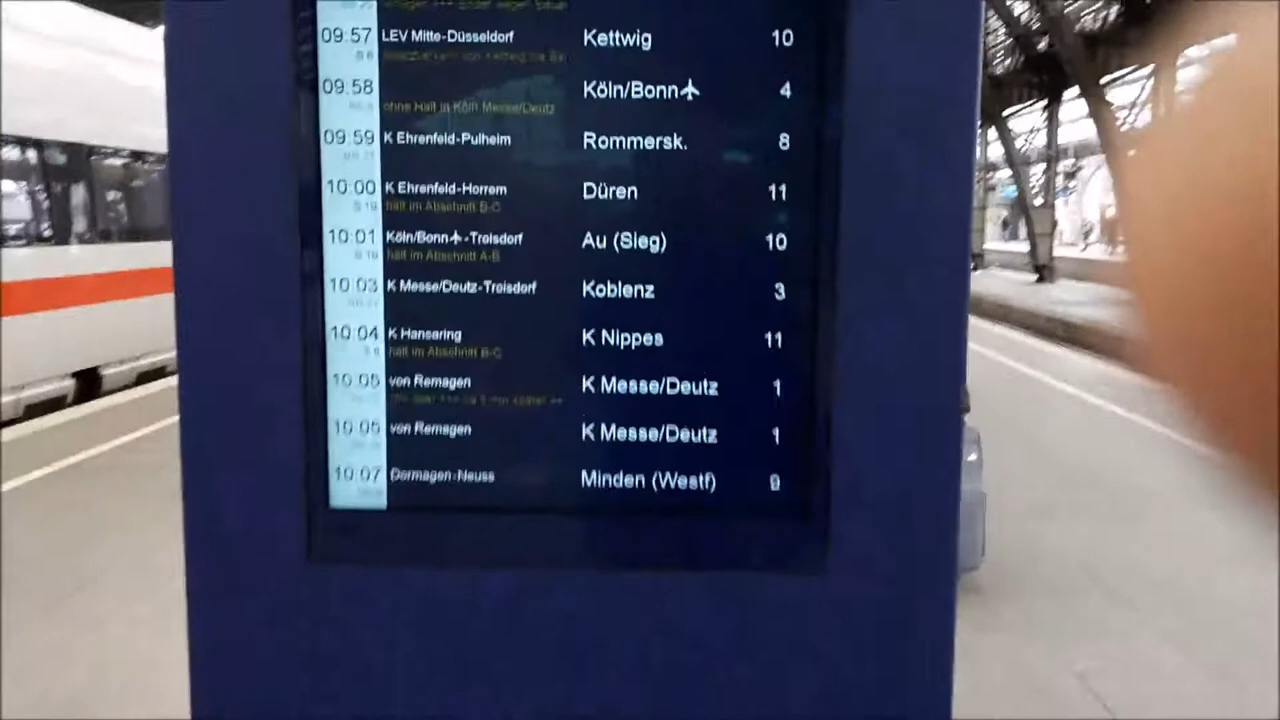 09:57 LEV Mitte-Düsseldorf Kettwig 10
09:58 Köln/Bonn 4
ohne Halt in Köln Messe/Deutz
09:59 K Ehrenfeld-Pulheim Rommersk. 8
10:00 K Ehrenfeld-Horrem Düren 11
S 19 hält im Abschnitt B-C
10:01 Köln/Bonn -Troisdorf Au (Sieg) 10
S 19 hält im Abschnitt A-B
10:03 K Messe/Deutz-Troisdorf Koblenz 3
10:04 K Hansaring K Nippes 11
hält im Abschnitt B-C
10:05 von Remagen K Messe/Deutz 1
10:05 von Remagen K Messe/Deutz 1
10:07 Dormagen-Neuss Minden (Westf) 9